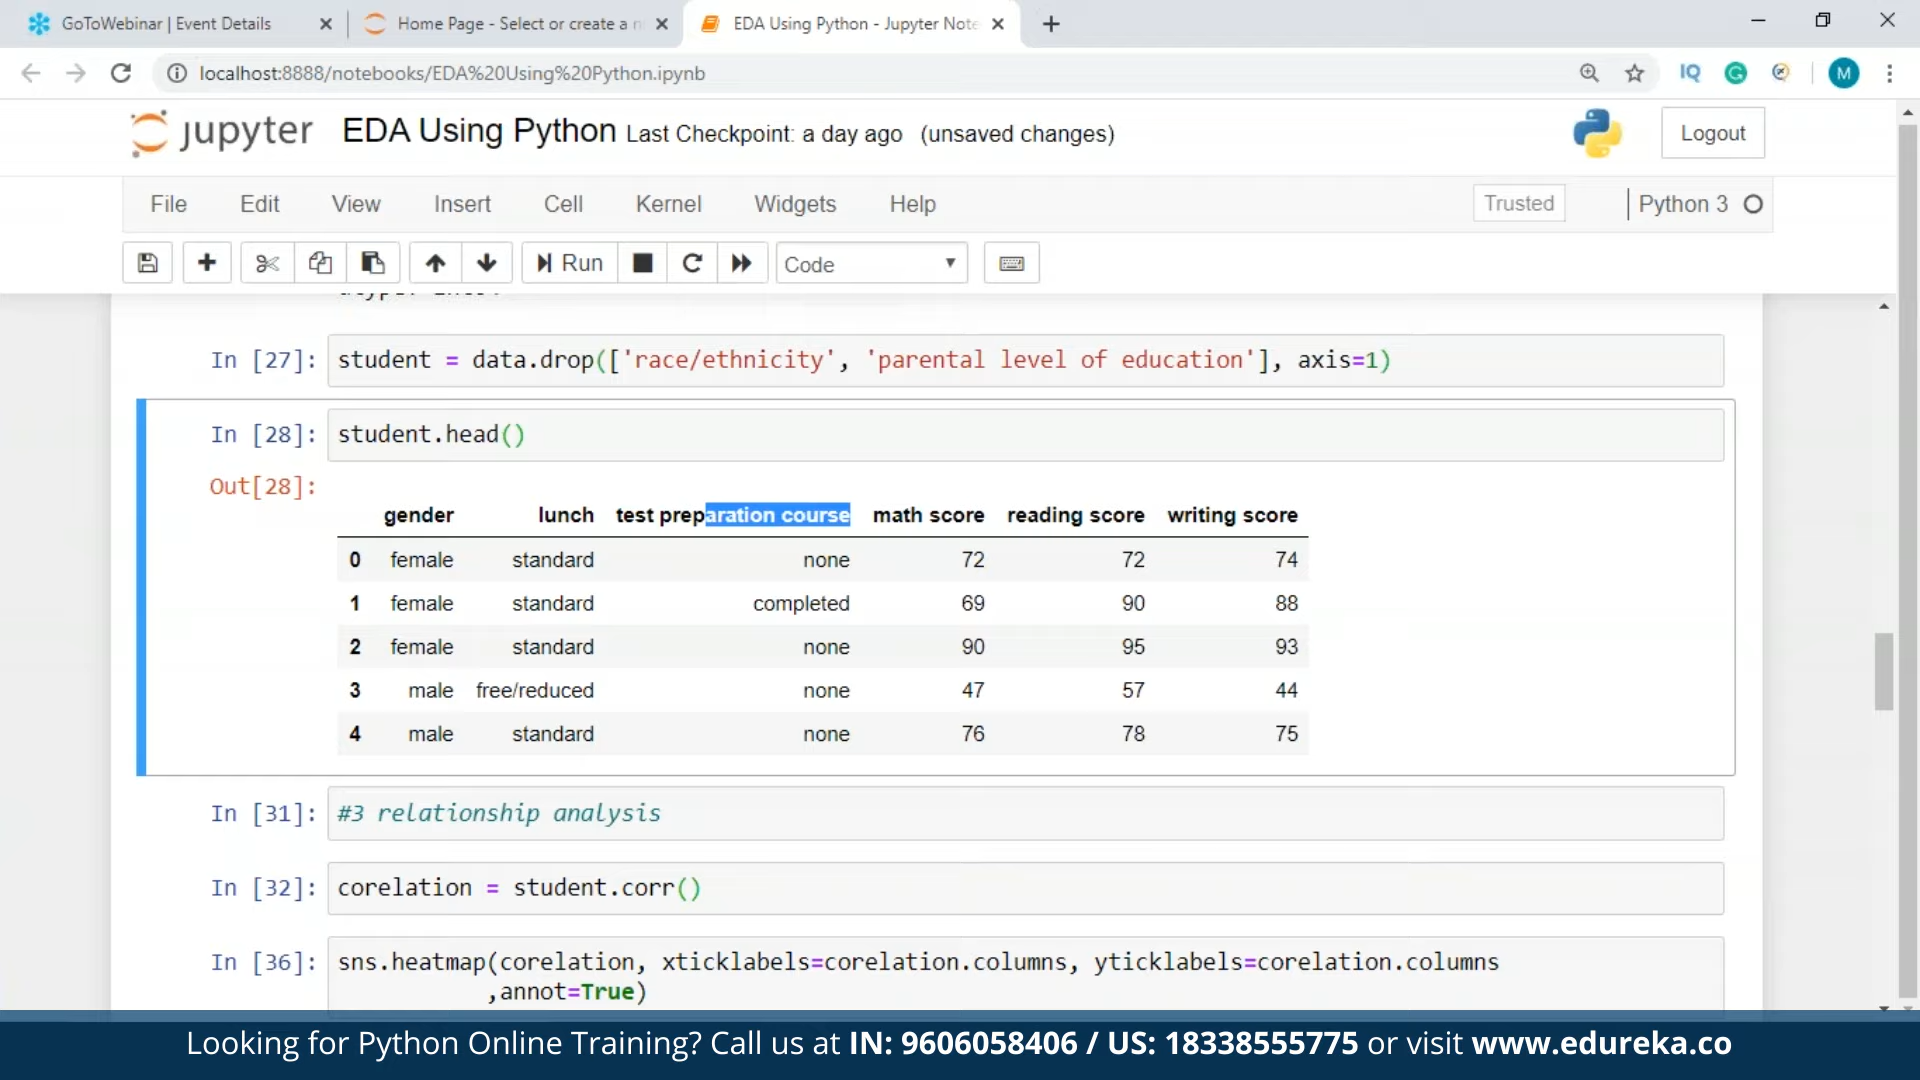 GoToWebinar | Event Details
Home Page - Select or create a n
EDA Using Python - Jupyter Note
localhost:8888/notebooks/EDA%20Using%20Python.ipynb
IQ
G
M
jupyter EDA Using Python Last Checkpoint: a day ago (unsaved changes)
Logout
File Edit View Insert Cell Kernel Widgets Help Trusted Python 3
Run Code
In [27]: student = data.drop(['race/ethnicity', 'parental level of education'], axis=1)
In [28]: student.head()
Out[28]:
gender lunch test preparation course math score reading score writing score
0 female standard none 72 72 74
1 female standard completed 69 90 88
2 female standard none 90 95 93
3 male free/reduced none 47 57 44
4 male standard none 76 78 75
In [31]: #3 relationship analysis
In [32]: corelation = student.corr()
In [36]: sns.heatmap(corelation, xticklabels=corelation.columns, yticklabels=corelation.columns
,annot=True)
Looking for Python Online Training? Call us at IN: 9606058406 / US: 18338555775 or visit www.edureka.co